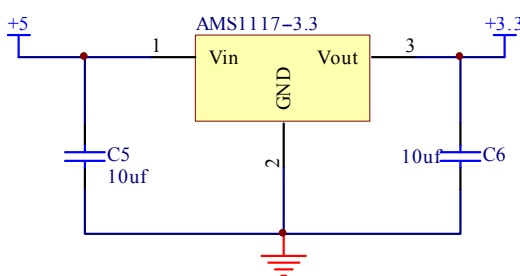 +5
AMS1117-3.3
+3.3
1
Vin
Vout
3
GND
2
C5
10uf
10uf
C6